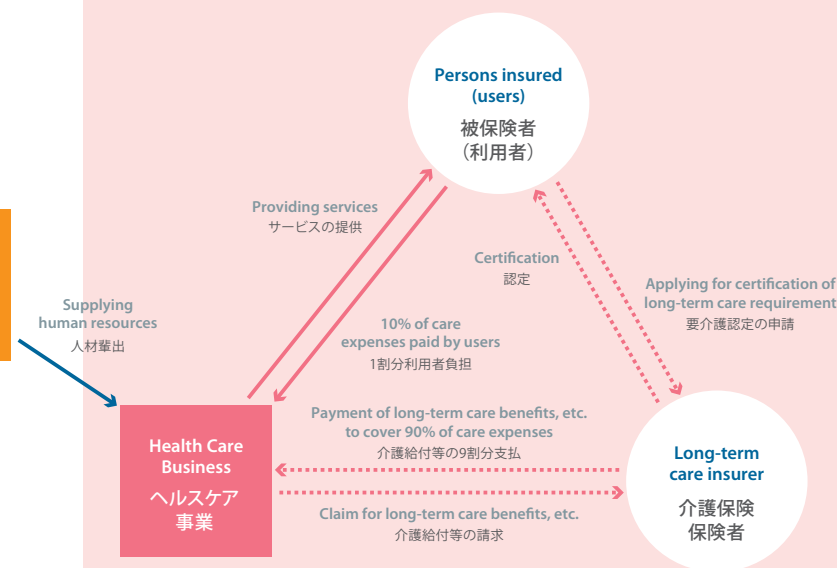 Persons insured
(users)
被保険者
（利用者）
Providing services
サービスの提供
Certification
認定
Applying for certification of
long-term care requirement
要介護認定の申請
Supplying
human resources
人材輩出
10% of care
expenses paid by users
1割分利用者負担
Payment of long-term care benefits, etc.
to cover 90% of care expenses
介護給付等の9割分支払
Health Care
Business
ヘルスケア
事業
Long-term
care insurer
介護保険
保険者
Claim for long-term care benefits, etc.
介護給付等の請求